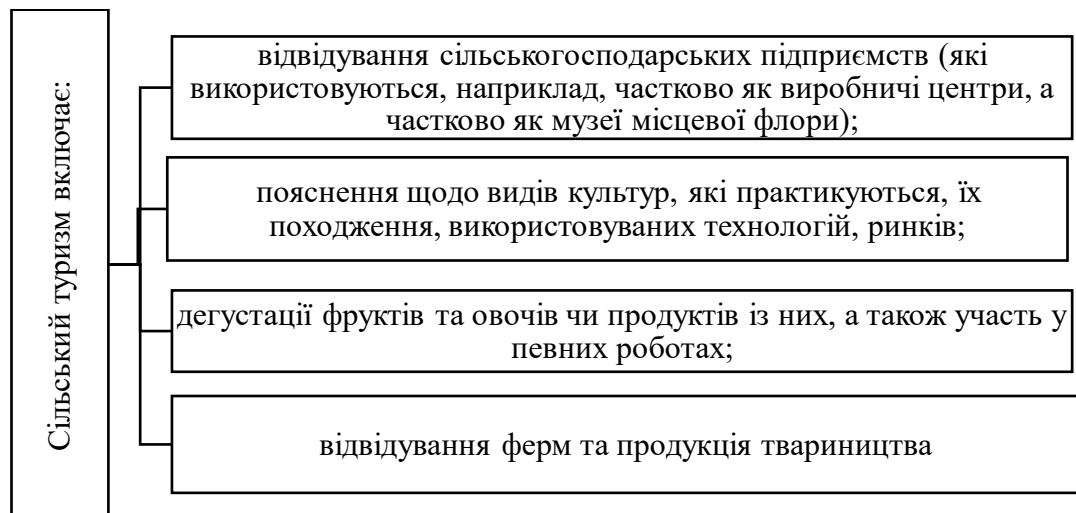 Сільський туризм включає:
відвідування сільськогосподарських підприємств (які
використовуються, наприклад, частково як виробничі центри, а
частково як музеї місцевої флори);
пояснення щодо видів культур, які практикуються, їх
походження, використовуваних технологій, ринків;
дегустації фруктів та овочів чи продуктів із них, а також участь у
певних роботах;
відвідування ферм та продукція тваринництва